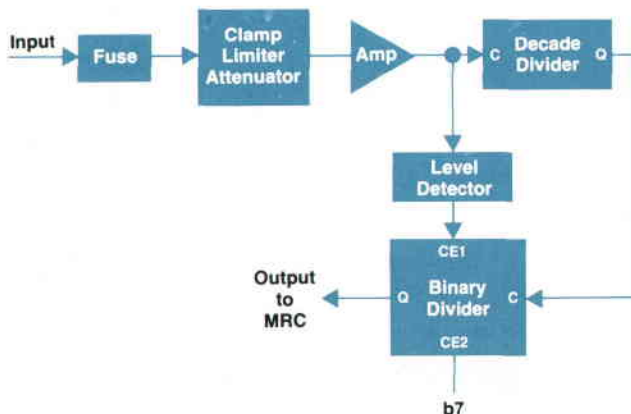 Input
Fuse
Clamp
Limiter
Attenuator
Amp
C
Decade
Divider
Q
Level
Detector
CE1
Output
to
MRC
Q
Binary
Divider
C
CE2
b7